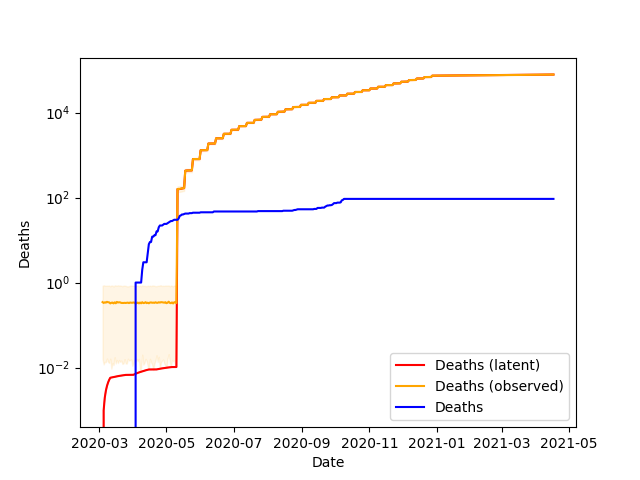 Deaths
10^4
10^2
10^0
10^−2
2020-03 2020-05 2020-07 2020-09 2020-11 2021-01 2021-03 2021-05
Date
Deaths (latent)
Deaths (observed)
Deaths